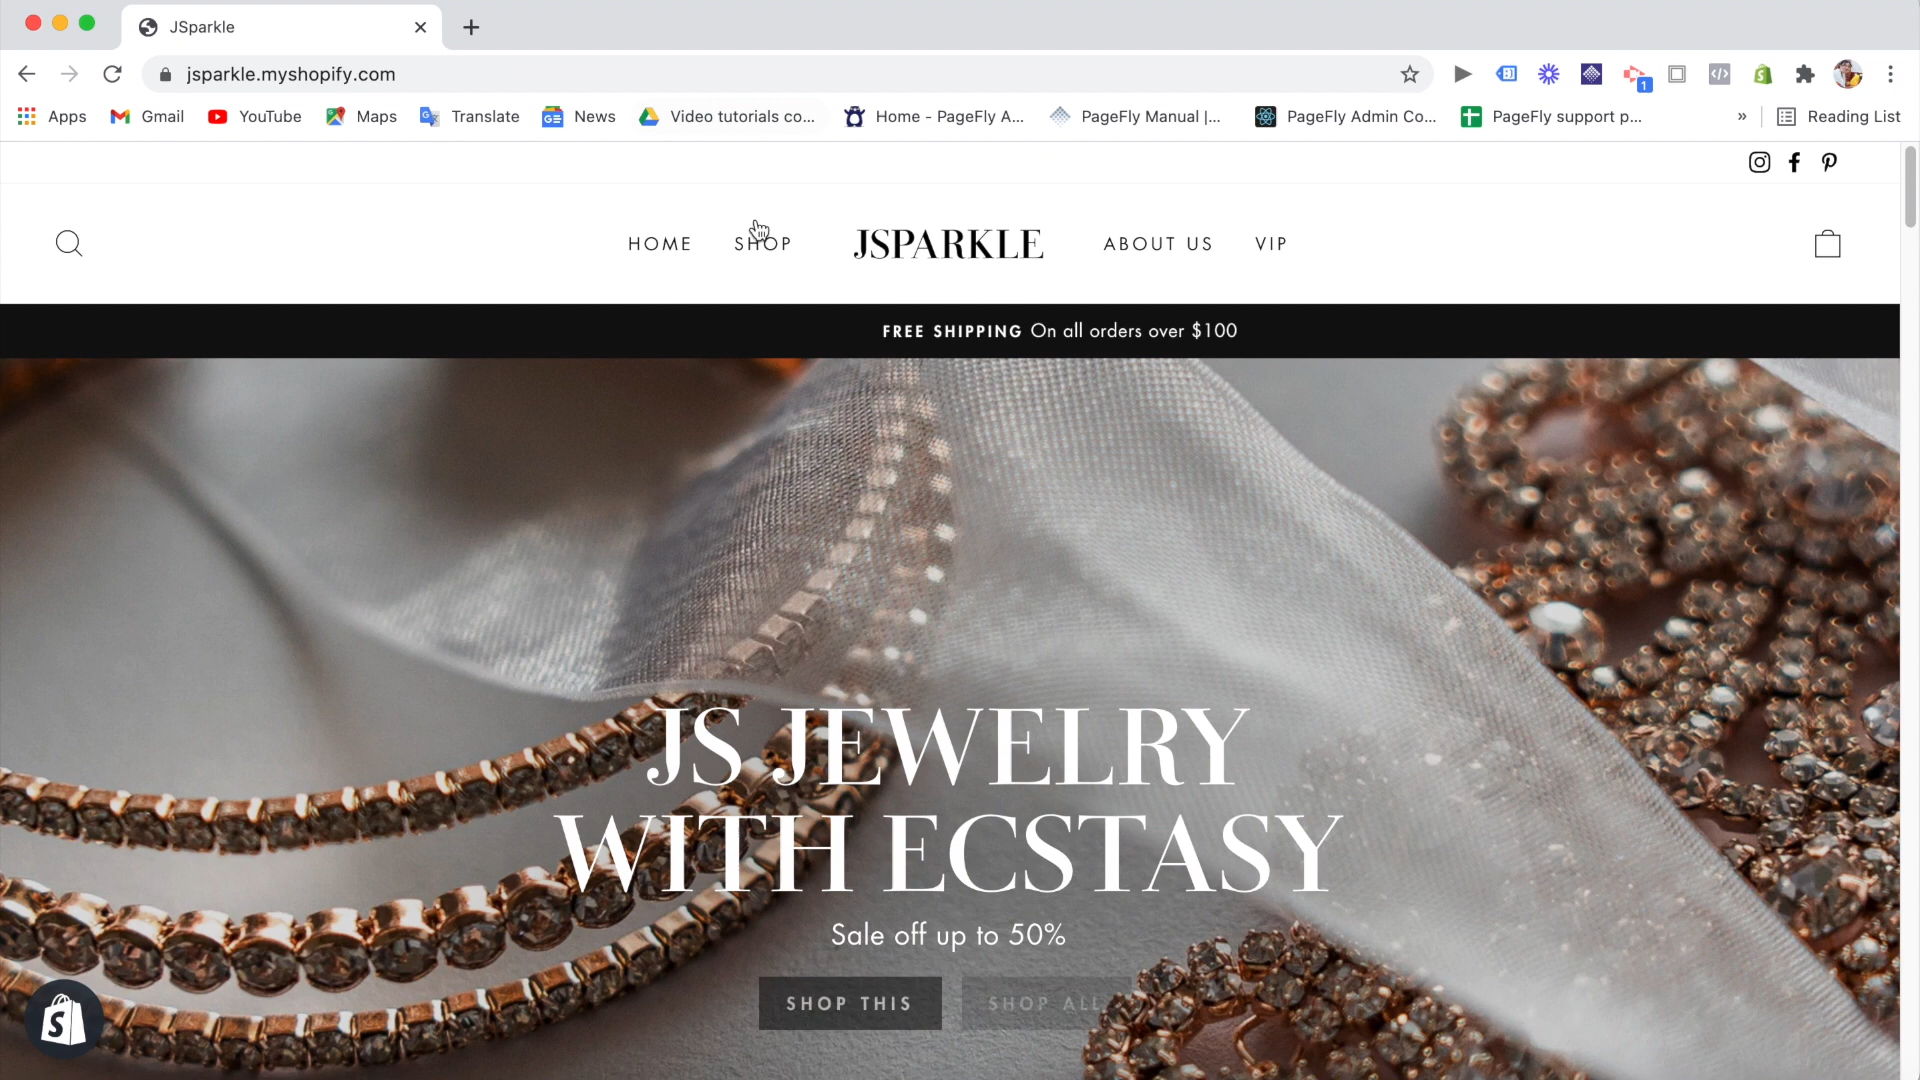 JSparkle
jsparkle.myshopify.com
1
Apps Gmail YouTube Maps Translate News Video tutorials co... Home - PageFly A... PageFly Manual |... PageFly Admin Co... PageFly support p... » Reading List
HOME SHOP JSPARKLE ABOUT US VIP
FREE SHIPPING On all orders over $100
JS JEWELRY
WITH ECSTASY
Sale off up to 50%
SHOP THIS SHOP ALL